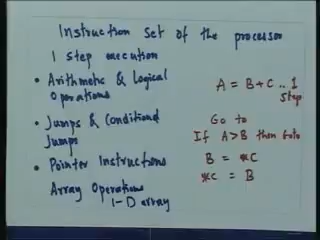 Instruction Set of the processor
1 step execution
• Arithmetic & Logical
Operations
A = B + C .. 1
Step
• Jumps & Conditional
Jumps
Go to
If A > B then Goto
• Pointer Instructions
B = *C
*C = B
Array Operations
1-D array